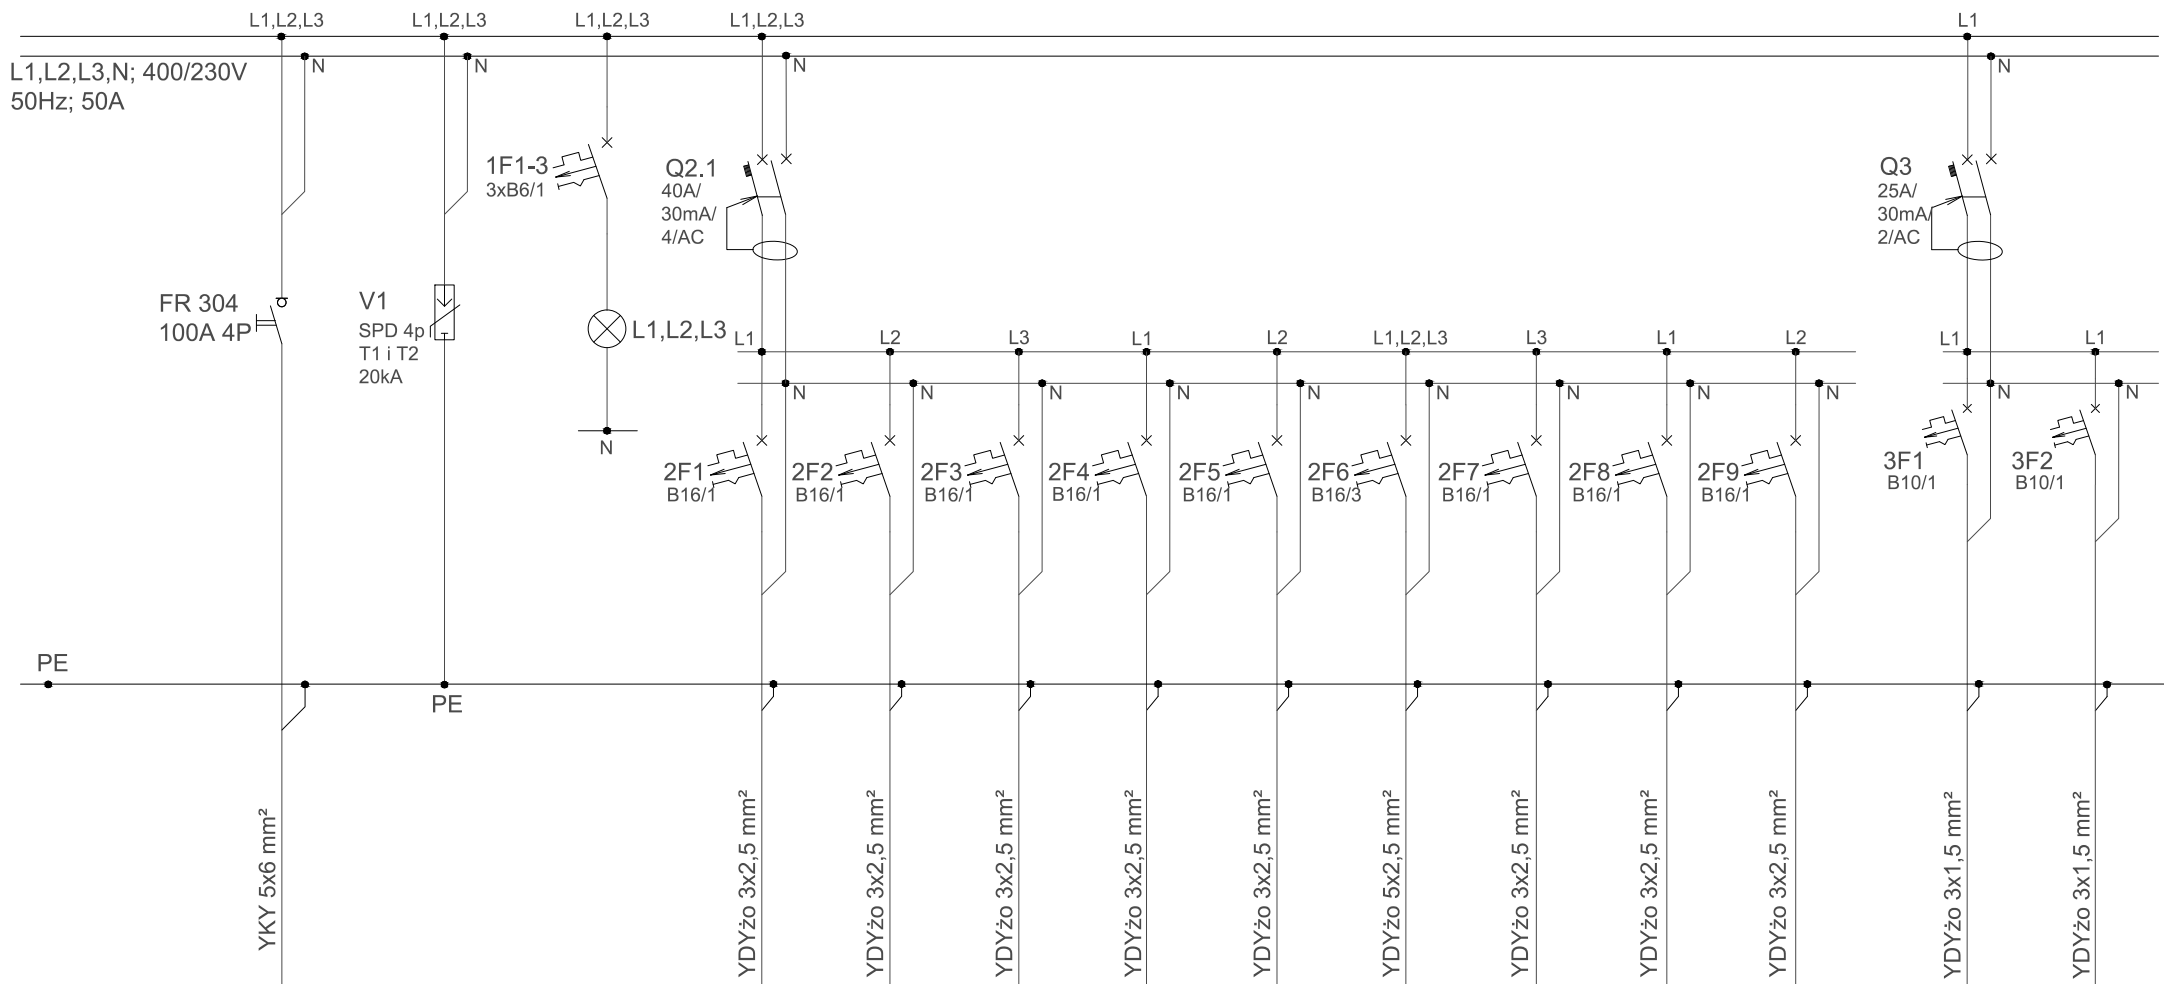 L1,L2,L3
L1,L2,L3
L1,L2,L3
L1,L2,L3
L1
L1,L2,L3,N; 400/230V
50Hz; 50A
N
N
N
N
1F1-3
3xB6/1
Q2.1
40A/
30mA/
4/AC
Q3
25A/
30mA/
2/AC
FR 304
100A 4P
V1
SPD 4p
T1 i T2
20kA
L1,L2,L3
N
L1
L2
L3
L1
L2
L1,L2,L3
L3
L1
L2
L1
L1
N
N
N
N
N
N
N
N
N
N
N
2F1
B16/1
2F2
B16/1
2F3
B16/1
2F4
B16/1
2F5
B16/1
2F6
B16/3
2F7
B16/1
2F8
B16/1
2F9
B16/1
3F1
B10/1
3F2
B10/1
PE
PE
YKY 5x6 mm²
YDYżo 3x2,5 mm²
YDYżo 3x2,5 mm²
YDYżo 3x2,5 mm²
YDYżo 3x2,5 mm²
YDYżo 3x2,5 mm²
YDYżo 5x2,5 mm²
YDYżo 3x2,5 mm²
YDYżo 3x2,5 mm²
YDYżo 3x2,5 mm²
YDYżo 3x1,5 mm²
YDYżo 3x1,5 mm²